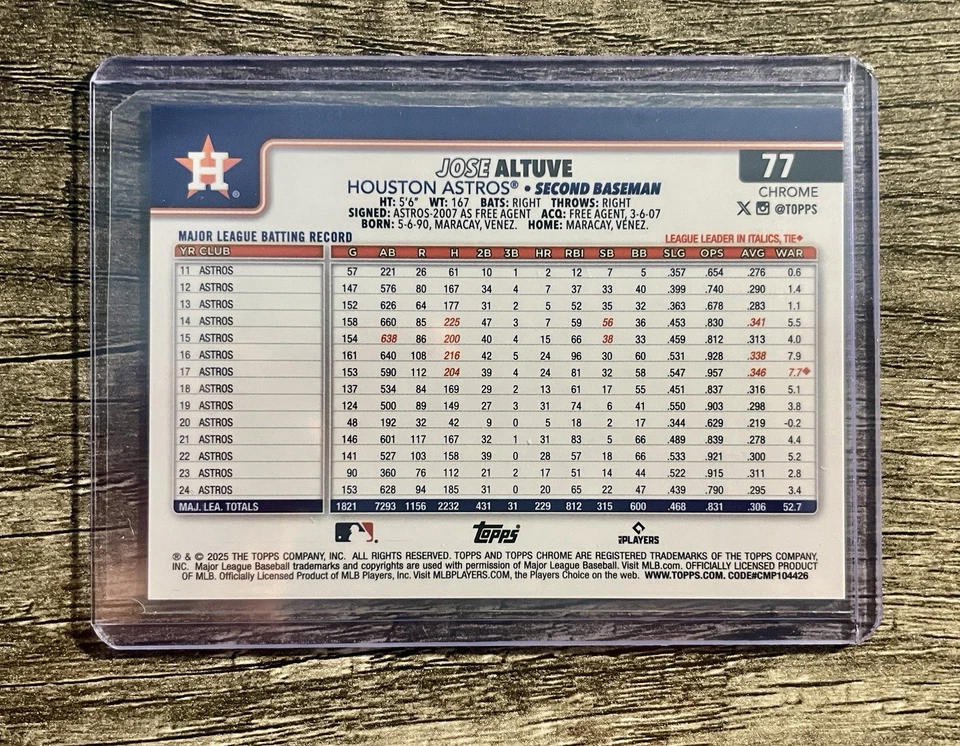 H ®
JOSE ALTUVE
77
HOUSTON ASTROS® • SECOND BASEMAN
CHROME
HT: 5'6" WT: 167 BATS: RIGHT THROWS: RIGHT
@TOPPS
SIGNED: ASTROS-2007 AS FREE AGENT ACQ: FREE AGENT, 3-6-07
BORN: 5-6-90, MARACAY, VENEZ. HOME: MARACAY, VENEZ.
MAJOR LEAGUE BATTING RECORD LEAGUE LEADER IN ITALICS, TIE◆
YR CLUB G AB R H 2B 3B HR RBI SB BB SLG OPS AVG WAR
11 ASTROS 57 221 26 61 10 1 2 12 7 5 .357 .654 .276 0.6
12 ASTROS 147 576 80 167 34 4 7 37 33 40 .399 .740 .290 1.4
13 ASTROS 152 626 64 177 31 2 5 52 35 32 .363 .678 .283 1.1
14 ASTROS 158 660 85 225 47 3 7 59 56 36 .453 .830 .341 5.5
15 ASTROS 154 638 86 200 40 4 15 66 38 33 .459 .812 .313 4.0
16 ASTROS 161 640 108 216 42 5 24 96 30 60 .531 .928 .338 7.9
17 ASTROS 153 590 112 204 39 4 24 81 32 58 .547 .957 .346 7.7◆
18 ASTROS 137 534 84 169 29 2 13 61 17 55 .451 .837 .316 5.1
19 ASTROS 124 500 89 149 27 3 31 74 6 41 .550 .903 .298 3.8
20 ASTROS 48 192 32 42 9 0 5 18 2 17 .344 .629 .219 -0.2
21 ASTROS 146 601 117 167 32 1 31 83 5 66 .489 .839 .278 4.4
22 ASTROS 141 527 103 158 39 0 28 57 18 66 .533 .921 .300 5.2
23 ASTROS 90 360 76 112 21 2 17 51 14 44 .522 .915 .311 2.8
24 ASTROS 153 628 94 185 31 0 20 65 22 47 .439 .790 .295 3.4
MAJ. LEA. TOTALS 1821 7293 1156 2232 431 31 229 812 315 600 .468 .831 .306 52.7
Topps
PLAYERS
® & © 2025 THE TOPPS COMPANY, INC. ALL RIGHTS RESERVED. TOPPS AND TOPPS CHROME ARE REGISTERED TRADEMARKS OF THE TOPPS COMPANY,
INC. Major League Baseball trademarks and copyrights are used with permission of Major League Baseball. Visit MLB.com. OFFICIALLY LICENSED PRODUCT
OF MLB. Officially Licensed Product of MLB Players, Inc. Visit MLBPLAYERS.COM, the Players Choice on the web. WWW.TOPPS.COM. CODE#CMP104426